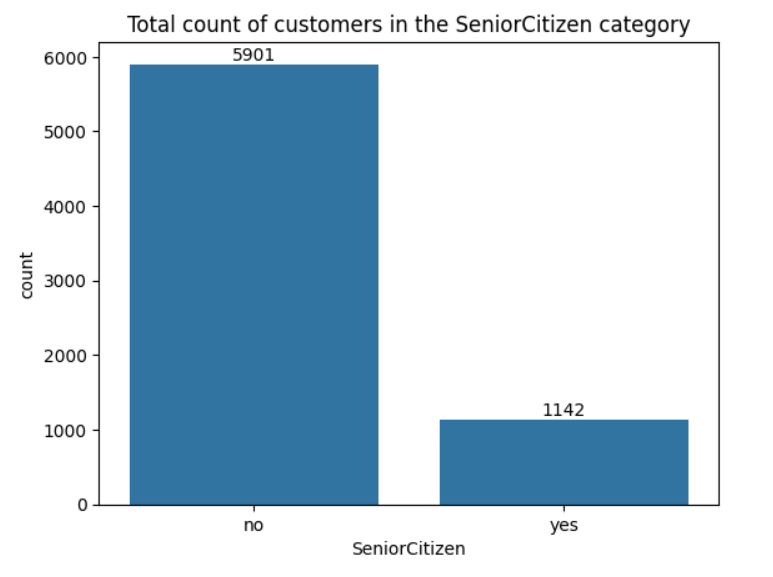 Total count of customers in the SeniorCitizen category
6000
5000
4000
3000
2000
1000
0
count
5901
1142
no
yes
SeniorCitizen